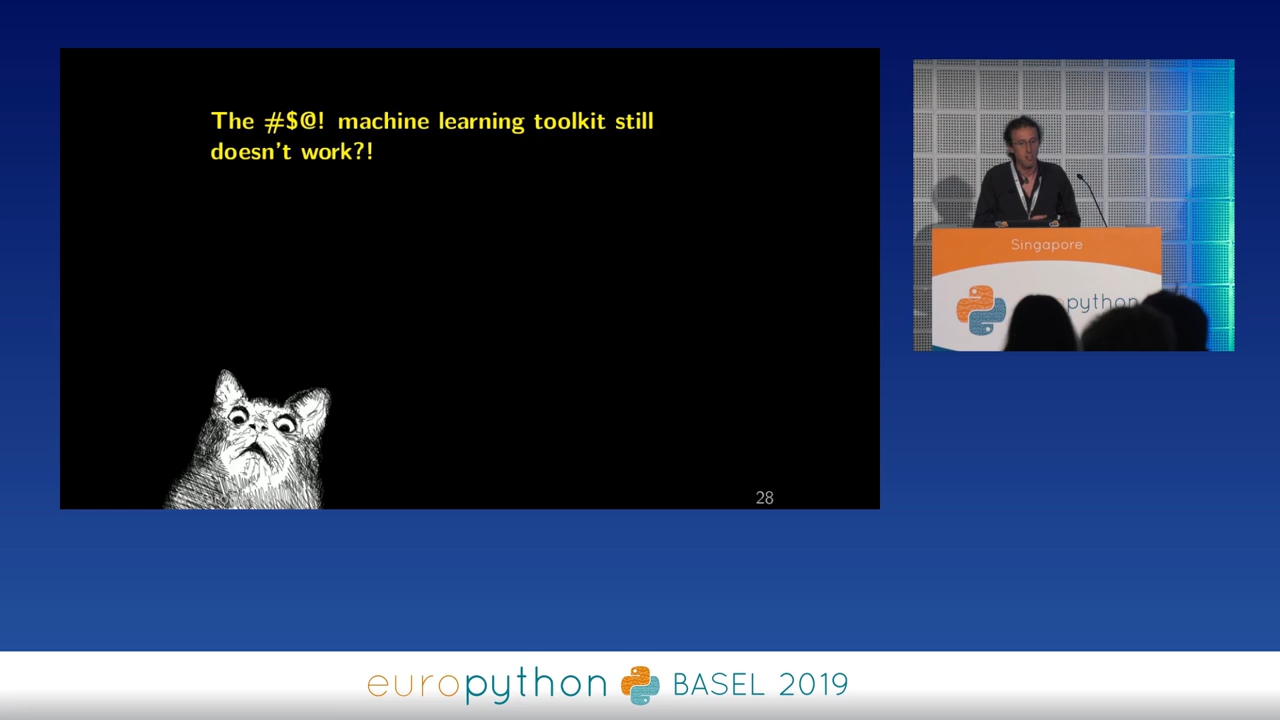 The #$@! machine learning toolkit still
doesn't work?!
28
Singapore
python
europython BASEL 2019